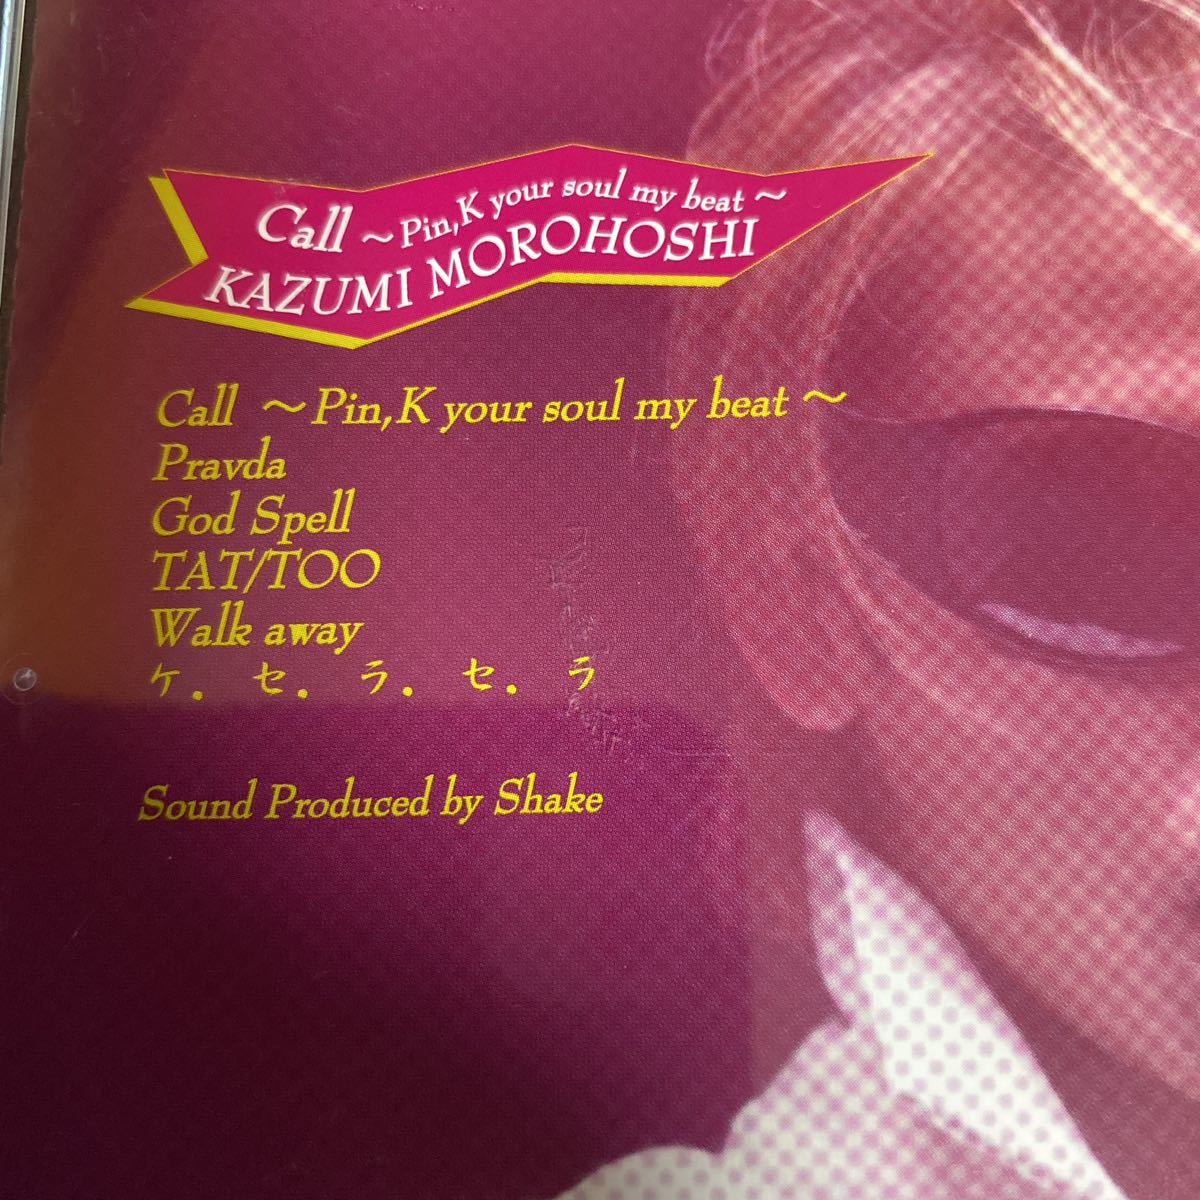 Call ～Pin,K your soul my beat～
KAZUMI MOROHOSHI
Call ～Pin,K your soul my beat～
Pravda
God Spell
TAT/TOO
Walk away
ケ．セ．ラ．セ．ラ
Sound Produced by Shake